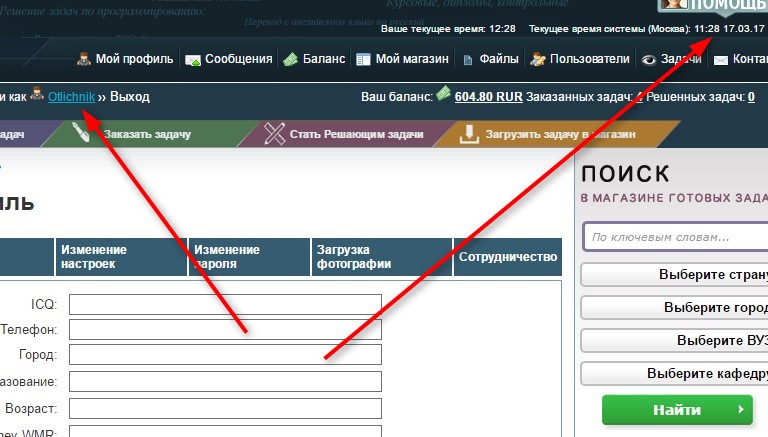 Курсовые, дипломы, контрольные
Решение задач по программированию:
Перевод с английского языка на русский
ПОМОЩЬ
Ваше текущее время: 12:28 Текущее время системы (Москва): 11:28 17.03.17
Мой профиль Сообщения Баланс Мой магазин Файлы Пользователи Задачи Конта
и как Otlichnik ›› Выход Ваш баланс: 604.80 RUR Заказанных задач: 4 Решенных задач: 0
адач Заказать задачу Стать Решающим задачи Загрузить задачу в магазин
иль
ПОИСК
В МАГАЗИНЕ ГОТОВЫХ ЗАДА
По ключевым словам...
Изменение настроек
Изменение пароля
Загрузка фотографии
Сотрудничество
Выберите страну
ICQ:
Выберите город
Телефон:
Выберите ВУЗ
Город:
Выберите кафедру
азование:
Возраст:
Найти
ney WMR: